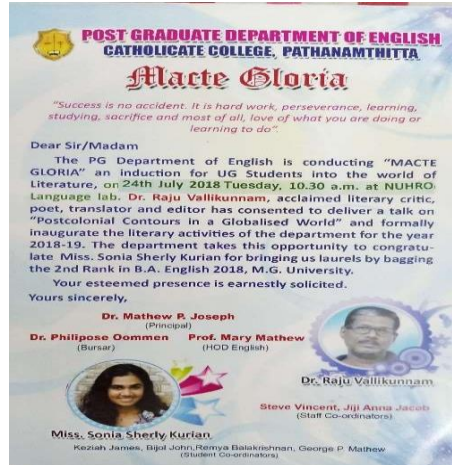 POST GRADUATE DEPARTMENT OF ENGLISH
CATHOLICATE COLLEGE, PATHANAMTHITTA
Macte Gloria
"Success is no accident. It is hard work, perseverance, learning,
studying, sacrifice and most of all, love of what you are doing or
learning to do".
Dear Sir/Madam
The PG Department of English is conducting "MACTE
GLORIA" an induction for UG Students into the world of
Literature, on 24th July 2018 Tuesday, 10.30 a.m. at NUHRO
Language lab. Dr. Raju Vallikunnam, acclaimed literary critic,
poet, translator and editor has consented to deliver a talk on
"Postcolonial Contours in a Globalised World" and formally
inaugurate the literary activities of the department for the year
2018-19. The department takes this opportunity to congratu-
late Miss. Sonia Sherly Kurian for bringing us laurels by bagging
the 2nd Rank in B.A. English 2018, M.G. University.
Your esteemed presence is earnestly solicited.
Yours sincerely,
Dr. Mathew P. Joseph
(Principal)
Dr. Philipose Oommen Prof. Mary Mathew
(Bursar) (HOD English)
Dr. Raju Vallikunnam
Steve Vincent, Jiji Anna Jacob
(Staff Co-ordinators)
Miss. Sonia Sherly Kurian
Keziah James, Bijol John, Remya Balakrishnan, George P. Mathew
(Student Co-ordinators)